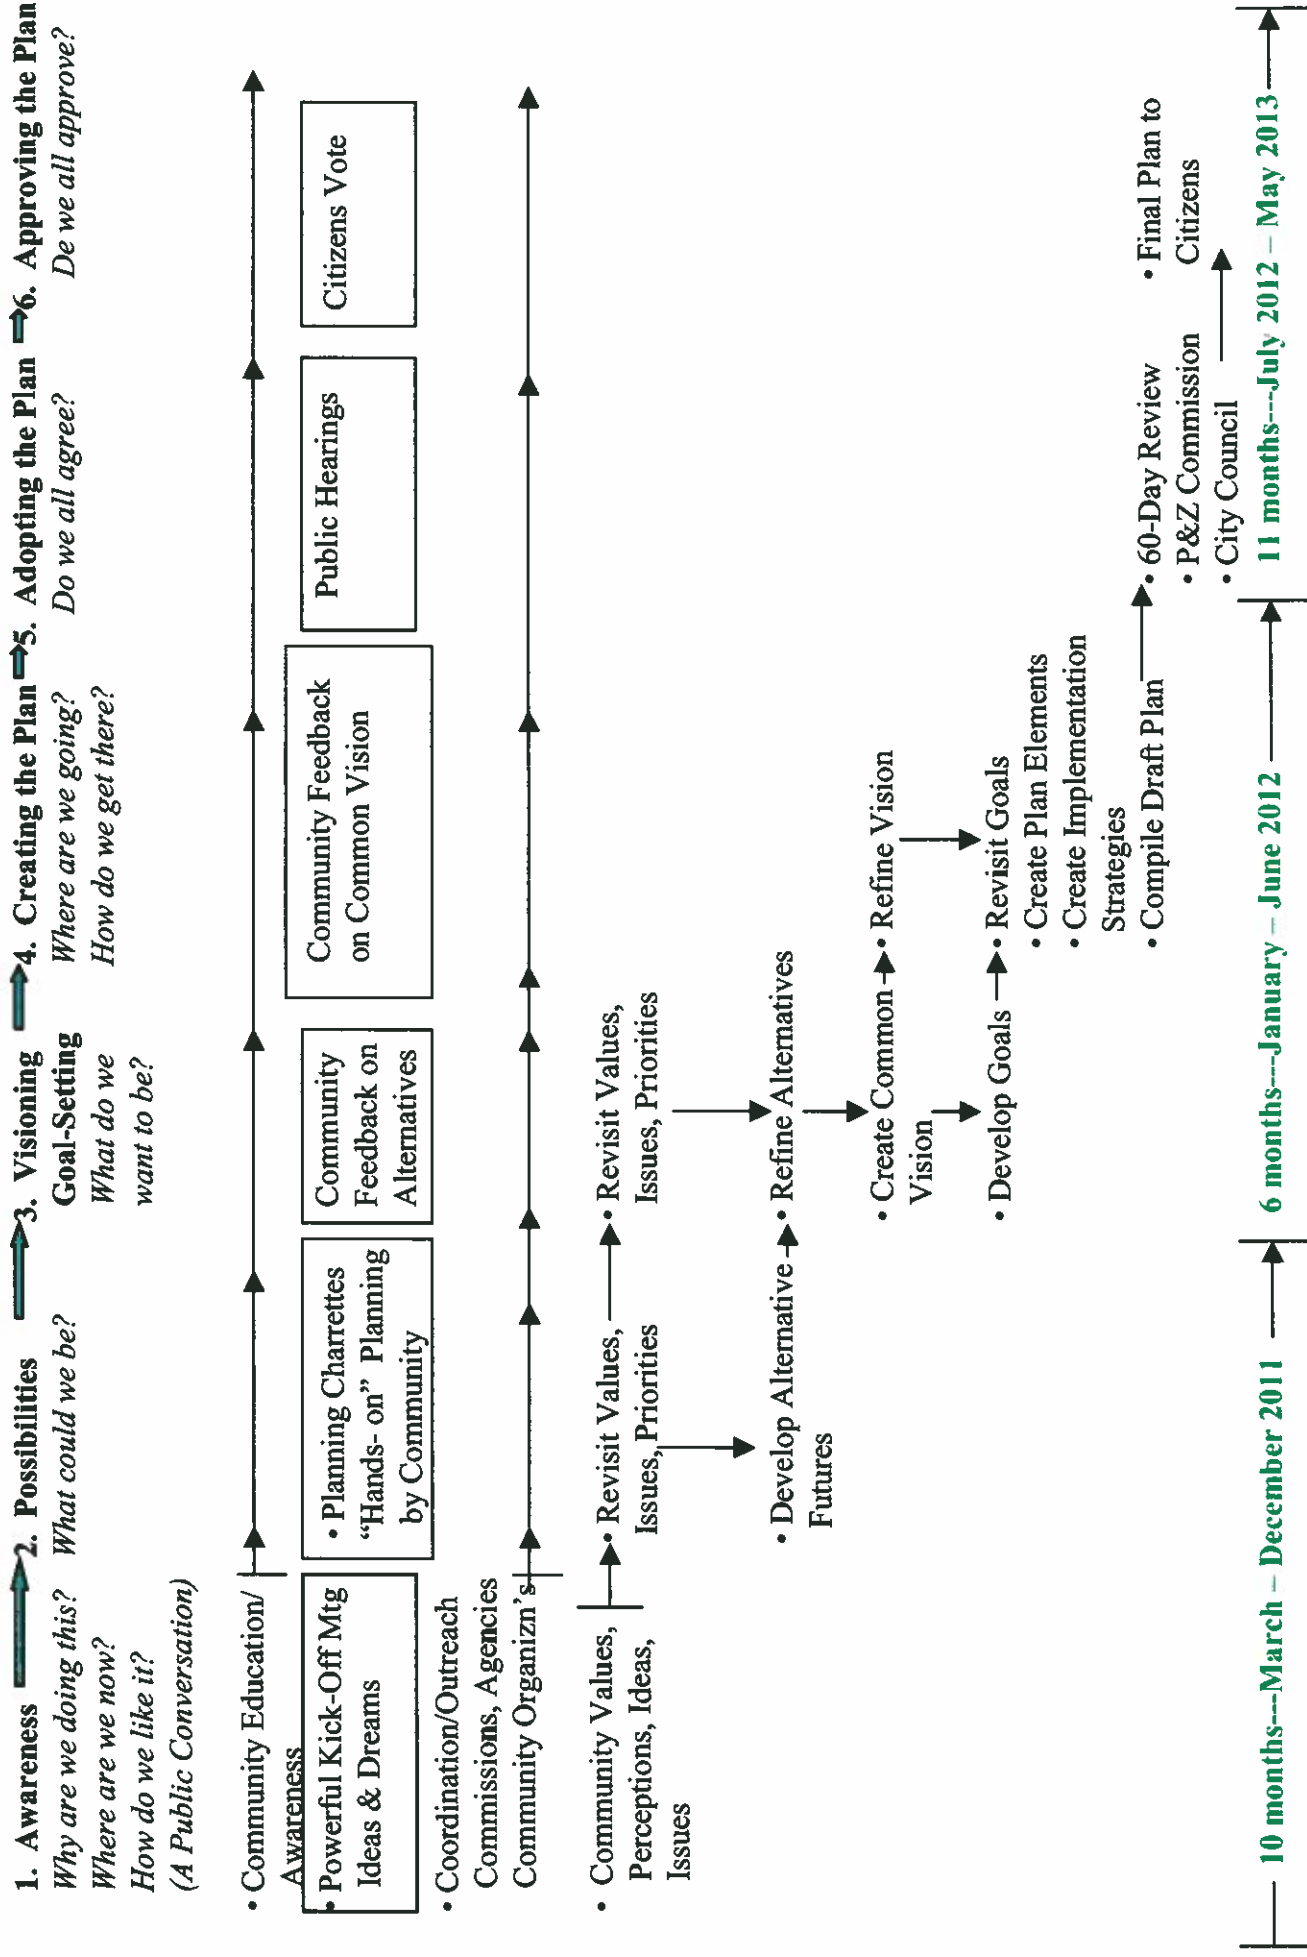 1. Awareness
Why are we doing this?
Where are we now?
How do we like it?
(A Public Conversation)
2. Possibilities
What could we be?
3. Visioning
Goal-Setting
What do we
want to be?
4. Creating the Plan
Where are we going?
How do we get there?
5. Adopting the Plan
Do we all agree?
6. Approving the Plan
De we all approve?
• Community Education/
Awareness
• Powerful Kick-Off Mtg
Ideas & Dreams
• Planning Charrettes
“Hands- on” Planning
by Community
Community
Feedback on
Alternatives
Community Feedback
on Common Vision
Public Hearings
Citizens Vote
• Coordination/Outreach
Commissions, Agencies
Community Organizn's
• Community Values,
Perceptions, Ideas,
Issues
• Revisit Values,
Issues, Priorities
• Revisit Values,
Issues, Priorities
• Develop Alternative
Futures
• Refine Alternatives
• Create Common
Vision
• Refine Vision
• Develop Goals
• Revisit Goals
• Create Plan Elements
• Create Implementation
Strategies
• Compile Draft Plan
• 60-Day Review
• P&Z Commission
• City Council
• Final Plan to
Citizens
10 months---March – December 2011
6 months---January – June 2012
11 months---July 2012 – May 2013